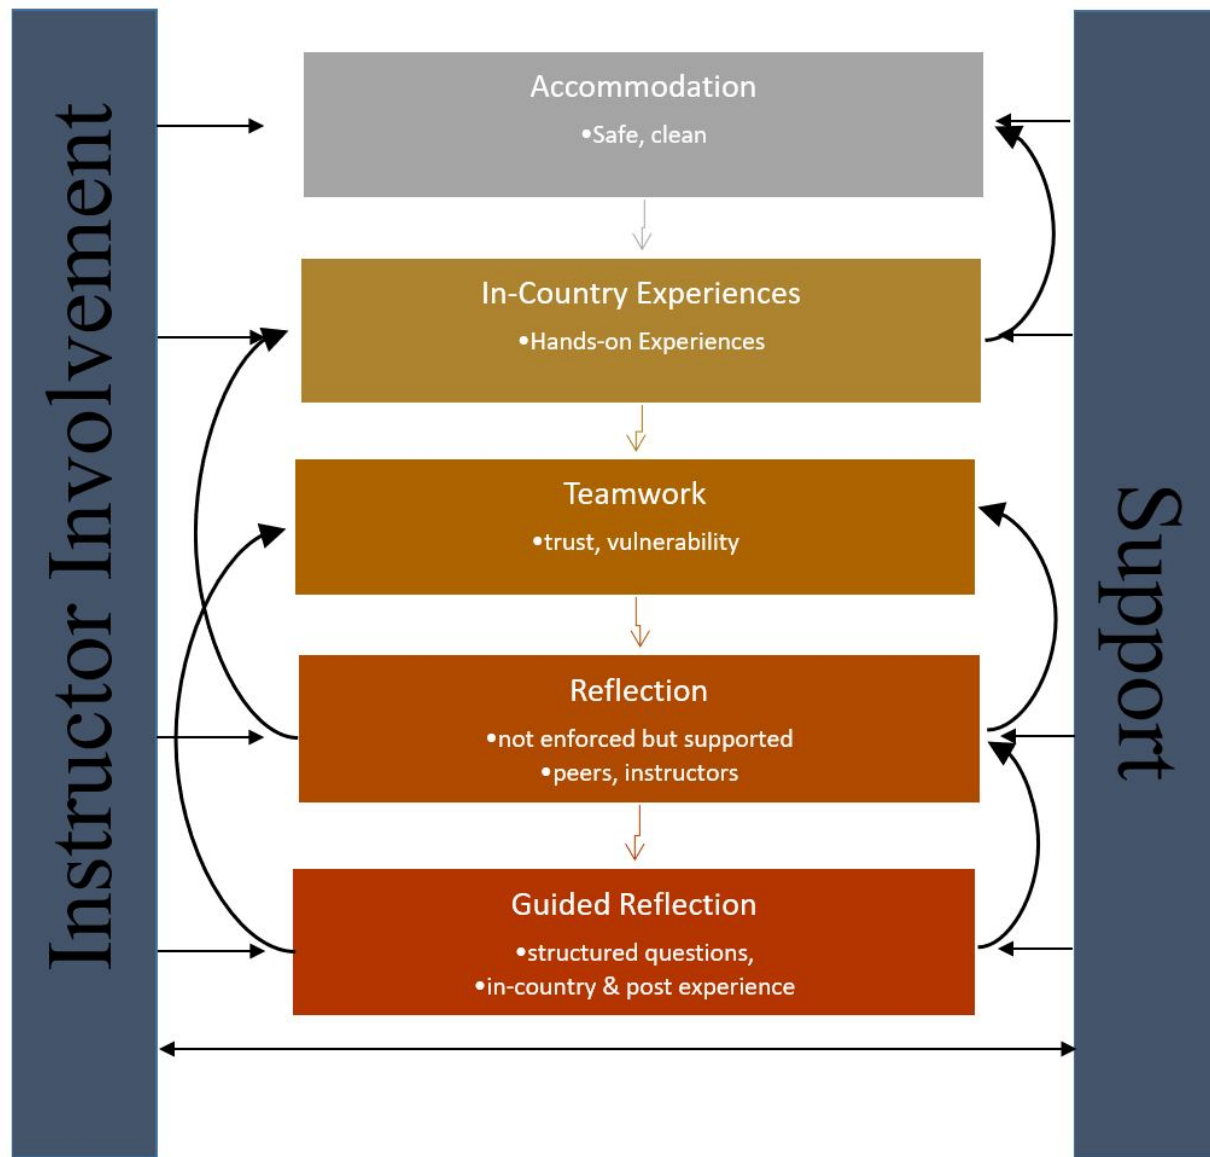 Instructor Involvement
Accommodation
•Safe, clean
In-Country Experiences
•Hands-on Experiences
Teamwork
•trust, vulnerability
Reflection
•not enforced but supported
•peers, instructors
Guided Reflection
•structured questions,
•in-country & post experience
Support